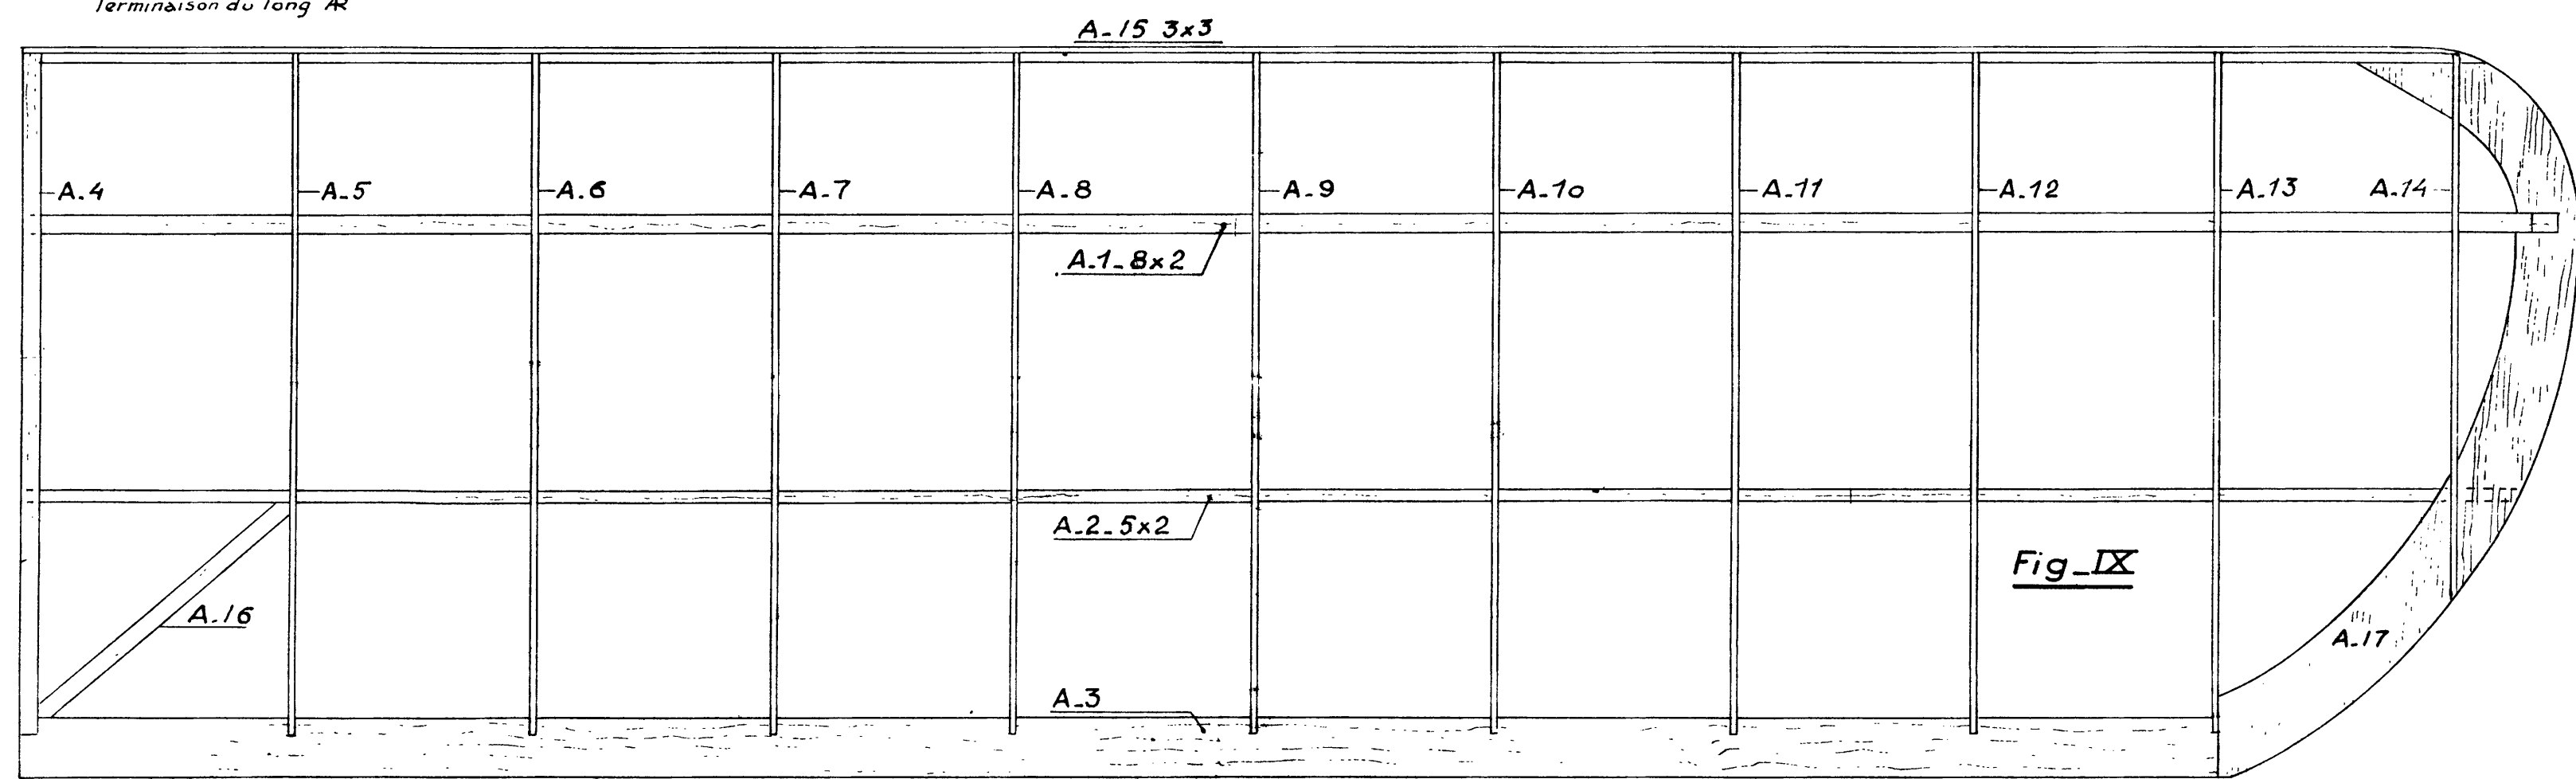 Terminaison du long AR
A-15 3x3
A-4
A-5
A-6
A-7
A-8
A-9
A-10
A-11
A-12
A-13
A-14
A-1-8x2
A-2-5x2
Fig-IX
A-16
A-17
A-3